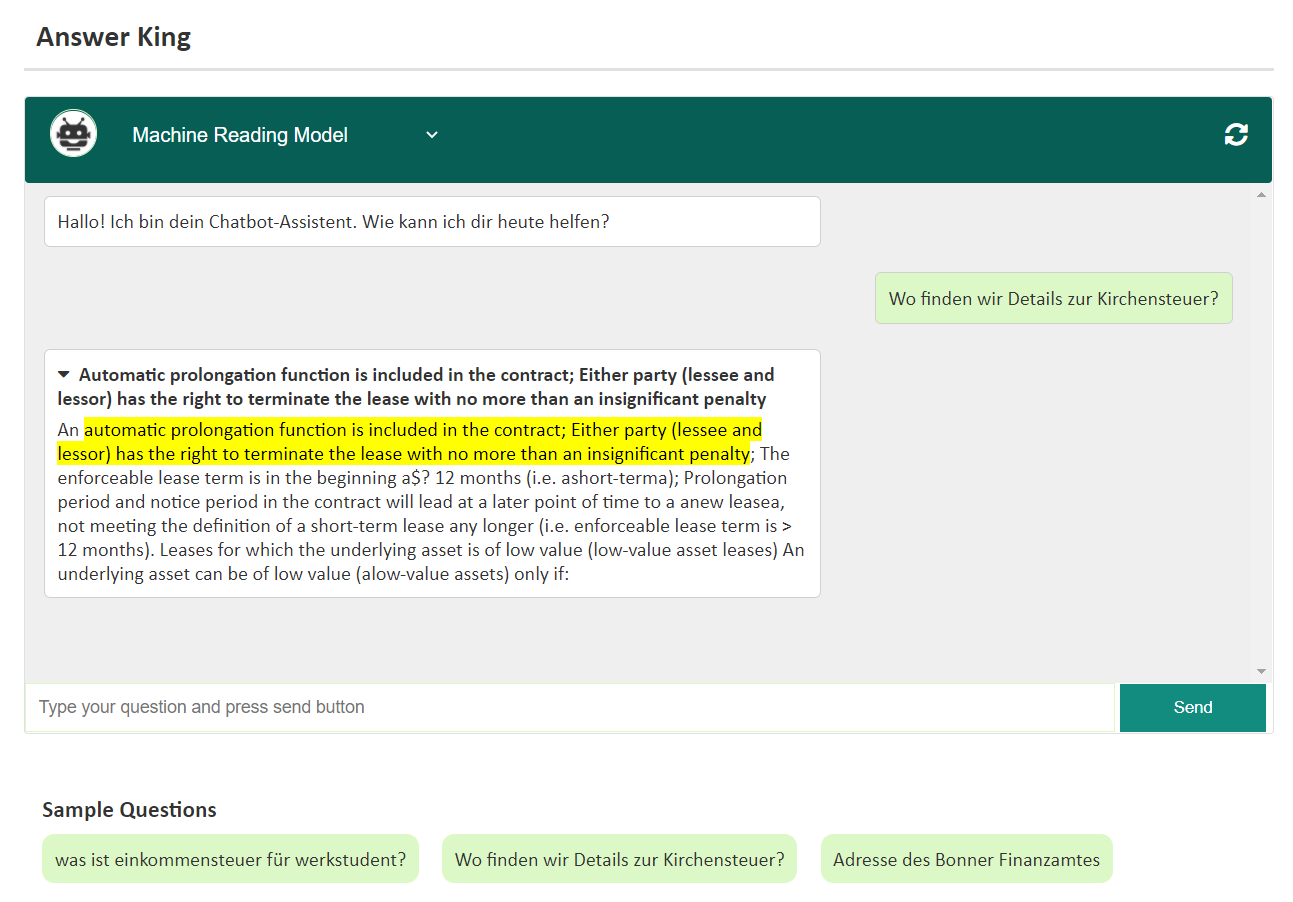 Answer King
Machine Reading Model
Hallo! Ich bin dein Chatbot-Assistent. Wie kann ich dir heute helfen?
Wo finden wir Details zur Kirchensteuer?
Automatic prolongation function is included in the contract; Either party (lessee and
lessor) has the right to terminate the lease with no more than an insignificant penalty
An automatic prolongation function is included in the contract; Either party (lessee and
lessor) has the right to terminate the lease with no more than an insignificant penalty; The
enforceable lease term is in the beginning a$? 12 months (i.e. ashort-terma); Prolongation
period and notice period in the contract will lead at a later point of time to a anew leasea,
not meeting the definition of a short-term lease any longer (i.e. enforceable lease term is >
12 months). Leases for which the underlying asset is of low value (low-value asset leases) An
underlying asset can be of low value (alow-value assets) only if:
Type your question and press send button
Send
Sample Questions
was ist einkommensteuer für werkstudent?
Wo finden wir Details zur Kirchensteuer?
Adresse des Bonner Finanzamtes